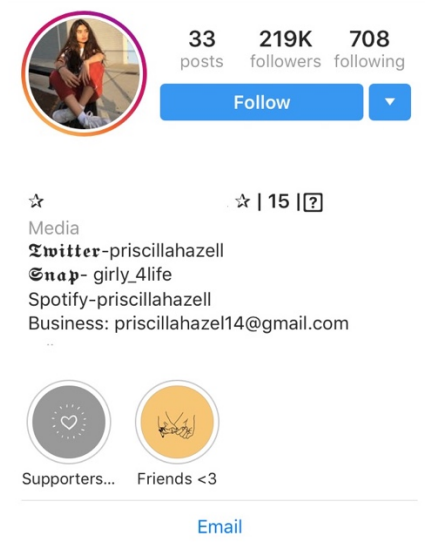 33 219K 708
posts followers following
Follow
☆ ☆ | 15 |
Media
𝕿𝖜𝖎𝖙𝖙𝖊𝖗-priscillahazell
𝕾𝖓𝖆𝖕- girly_4life
Spotify-priscillahazell
Business: priscillahazel14@gmail.com
Supporters... Friends <3
Email